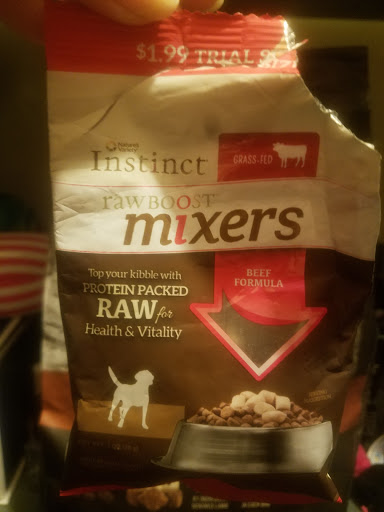 $1.99 TRIAL
Nature's
Variety
Instinct
GRASS-FED
raw BOOST
mixers
Top your kibble with
PROTEIN PACKED
RAW for
Health & Vitality
BEEF
FORMULA